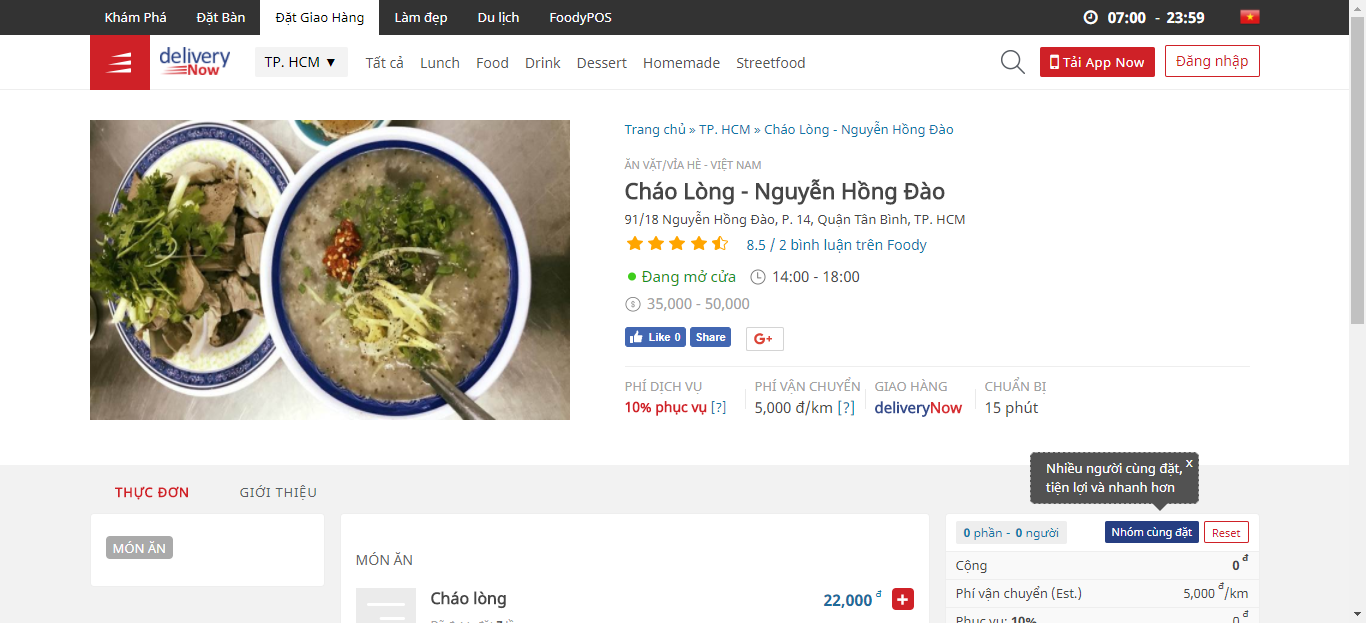 Khám Phá Đặt Bàn Đặt Giao Hàng Làm đẹp Du lịch FoodyPOS 07:00 - 23:59
delivery Now TP. HCM ▼ Tất cả Lunch Food Drink Dessert Homemade Streetfood Tải App Now Đăng nhập
Trang chủ » TP. HCM » Cháo Lòng - Nguyễn Hồng Đào
ĂN VẶT/VỈA HÈ - VIỆT NAM
Cháo Lòng - Nguyễn Hồng Đào
91/18 Nguyễn Hồng Đào, P. 14, Quận Tân Bình, TP. HCM
8.5 / 2 bình luận trên Foody
Đang mở cửa 14:00 - 18:00
35,000 - 50,000
Like 0 Share G+
PHÍ DỊCH VỤ PHÍ VẬN CHUYỂN GIAO HÀNG CHUẨN BỊ
10% phục vụ [?] 5,000 đ/km [?] deliveryNow 15 phút
Nhiều người cùng đặt, x
tiện lợi và nhanh hơn
THỰC ĐƠN GIỚI THIỆU
0 phần - 0 người Nhóm cùng đặt Reset
MÓN ĂN
MÓN ĂN
Cộng 0 đ
Phí vận chuyển (Est.) 5,000 đ/km
Cháo lòng 22,000 đ +
Phục vụ: 10% 0 đ